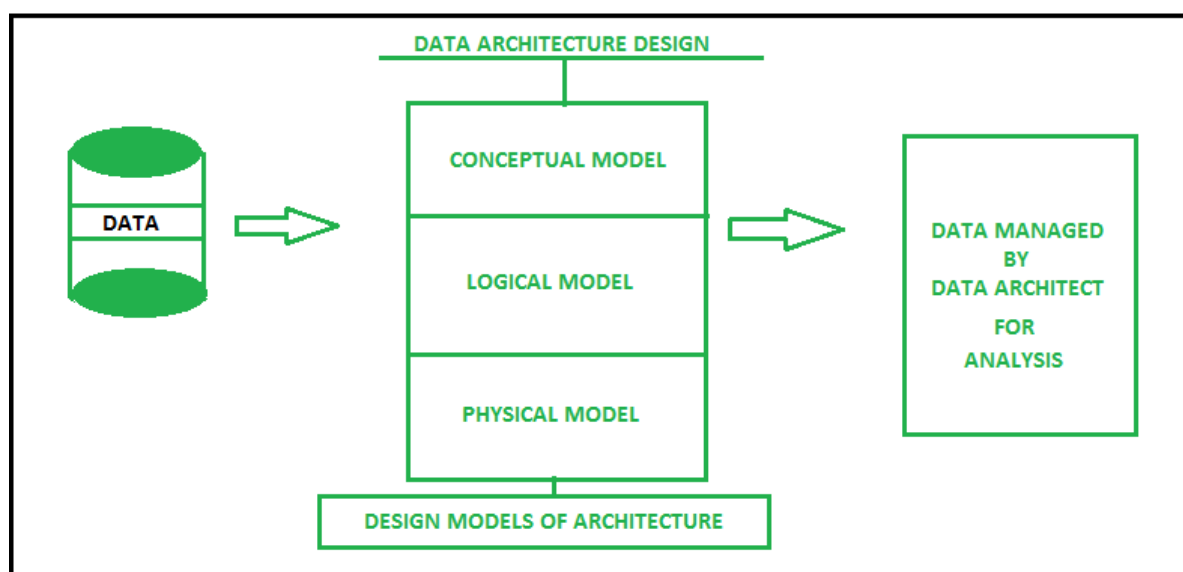 DATA ARCHITECTURE DESIGN
DATA
CONCEPTUAL MODEL
LOGICAL MODEL
PHYSICAL MODEL
DESIGN MODELS OF ARCHITECTURE
DATA MANAGED
BY
DATA ARCHITECT
FOR
ANALYSIS